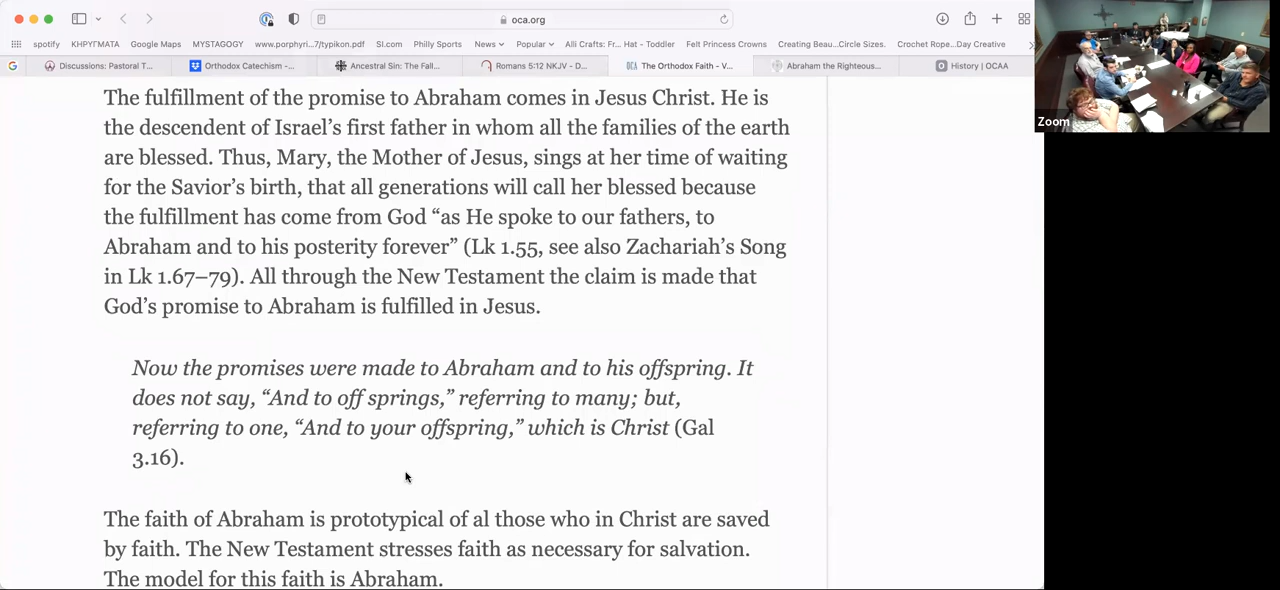 oca.org
spotify ΚΗΡΥΓΜΑΤΑ Google Maps MYSTAGOGY www.porphyri...7/typikon.pdf SI.com Philly Sports News Popular Alli Crafts: Fr... Hat - Toddler Felt Princess Crowns Creating Beau...Circle Sizes. Crochet Rope...Day Creative
G Discussions: Pastoral T... Orthodox Catechism -... Ancestral Sin: The Fall... Romans 5:12 NKJV - D... OCA The Orthodox Faith - V... Abraham the Righteous... History | OCAA
Zoom
The fulfillment of the promise to Abraham comes in Jesus Christ. He is
the descendent of Israel’s first father in whom all the families of the earth
are blessed. Thus, Mary, the Mother of Jesus, sings at her time of waiting
for the Savior’s birth, that all generations will call her blessed because
the fulfillment has come from God “as He spoke to our fathers, to
Abraham and to his posterity forever” (Lk 1.55, see also Zachariah’s Song
in Lk 1.67–79). All through the New Testament the claim is made that
God’s promise to Abraham is fulfilled in Jesus.
Now the promises were made to Abraham and to his offspring. It
does not say, “And to off springs,” referring to many; but,
referring to one, “And to your offspring,” which is Christ (Gal
3.16).
The faith of Abraham is prototypical of al those who in Christ are saved
by faith. The New Testament stresses faith as necessary for salvation.
The model for this faith is Abraham.